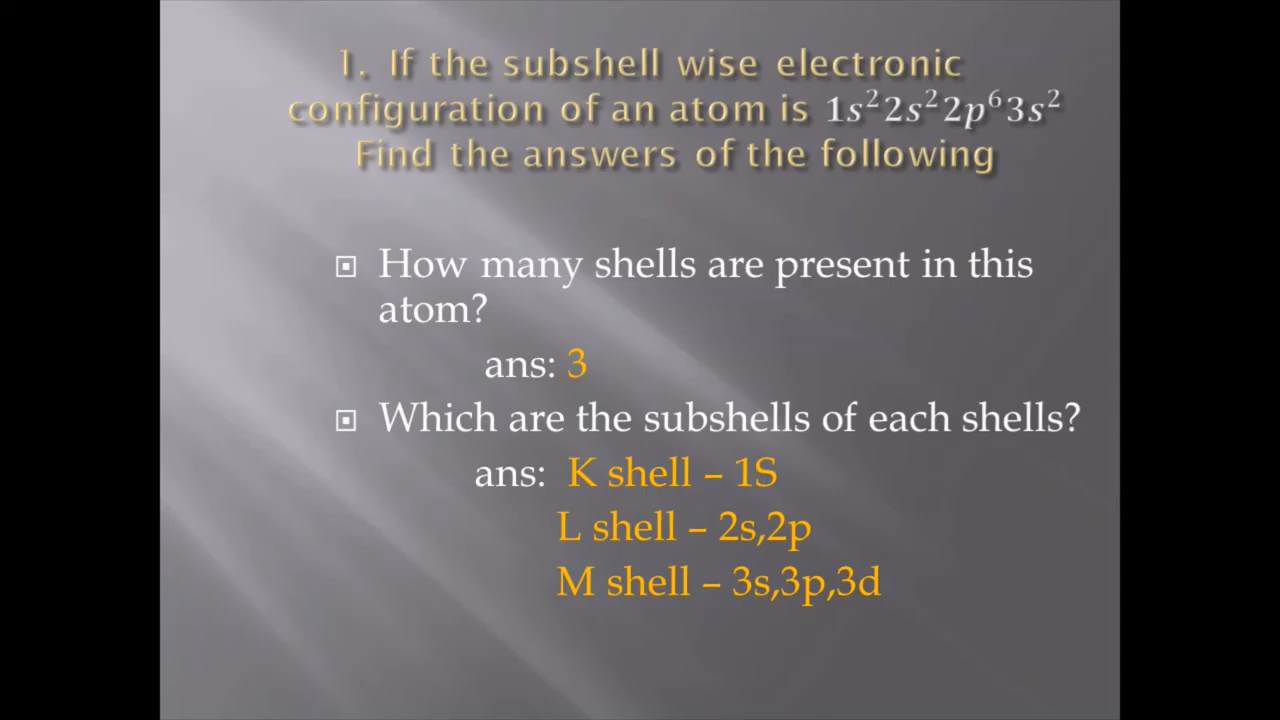 1. If the subshell wise electronic
configuration of an atom is 1s²2s²2p⁶3s²
Find the answers of the following
How many shells are present in this
atom?
ans: 3
Which are the subshells of each shells?
ans: K shell – 1S
L shell – 2s,2p
M shell – 3s,3p,3d